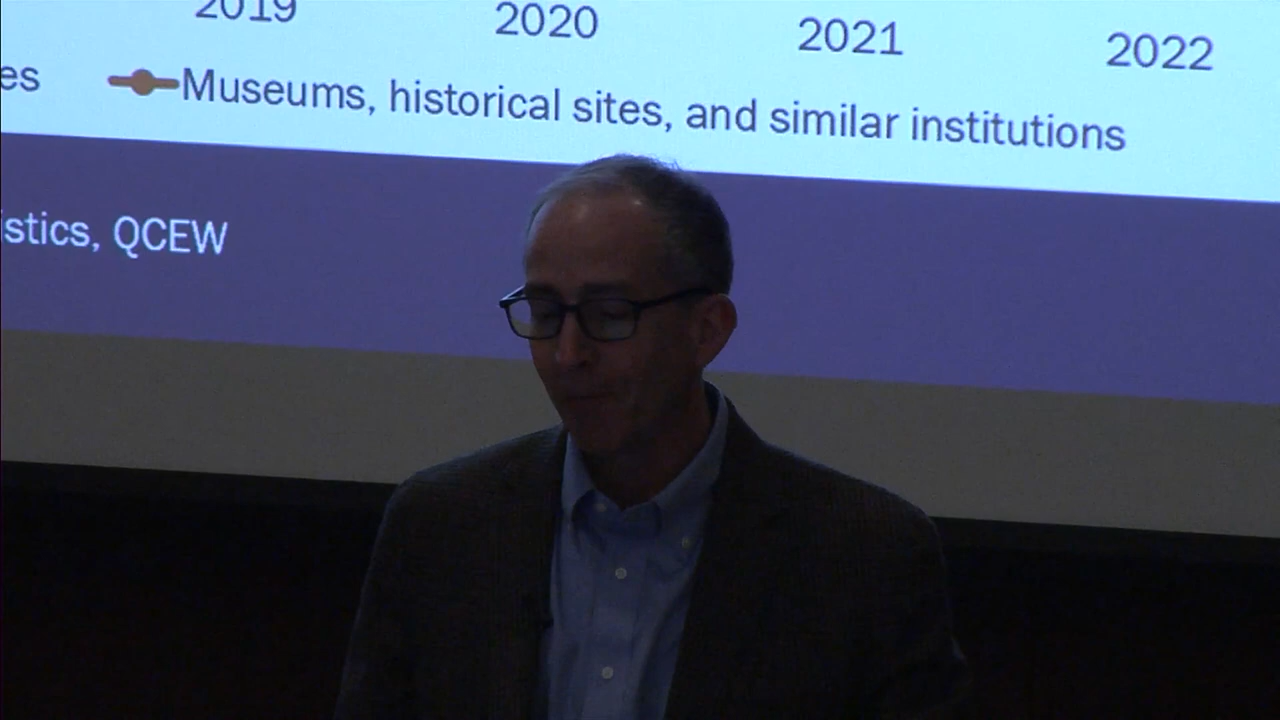 2019 2020 2021 2022
es Museums, historical sites, and similar institutions
istics, QCEW